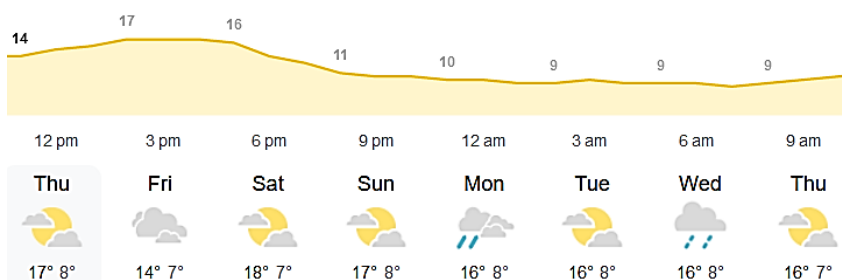 17
16
14
11
10
9
9
9
12 pm 3 pm 6 pm 9 pm 12 am 3 am 6 am 9 am
Thu Fri Sat Sun Mon Tue Wed Thu
17° 8° 14° 7° 18° 7° 17° 8° 16° 8° 16° 8° 16° 8° 16° 7°